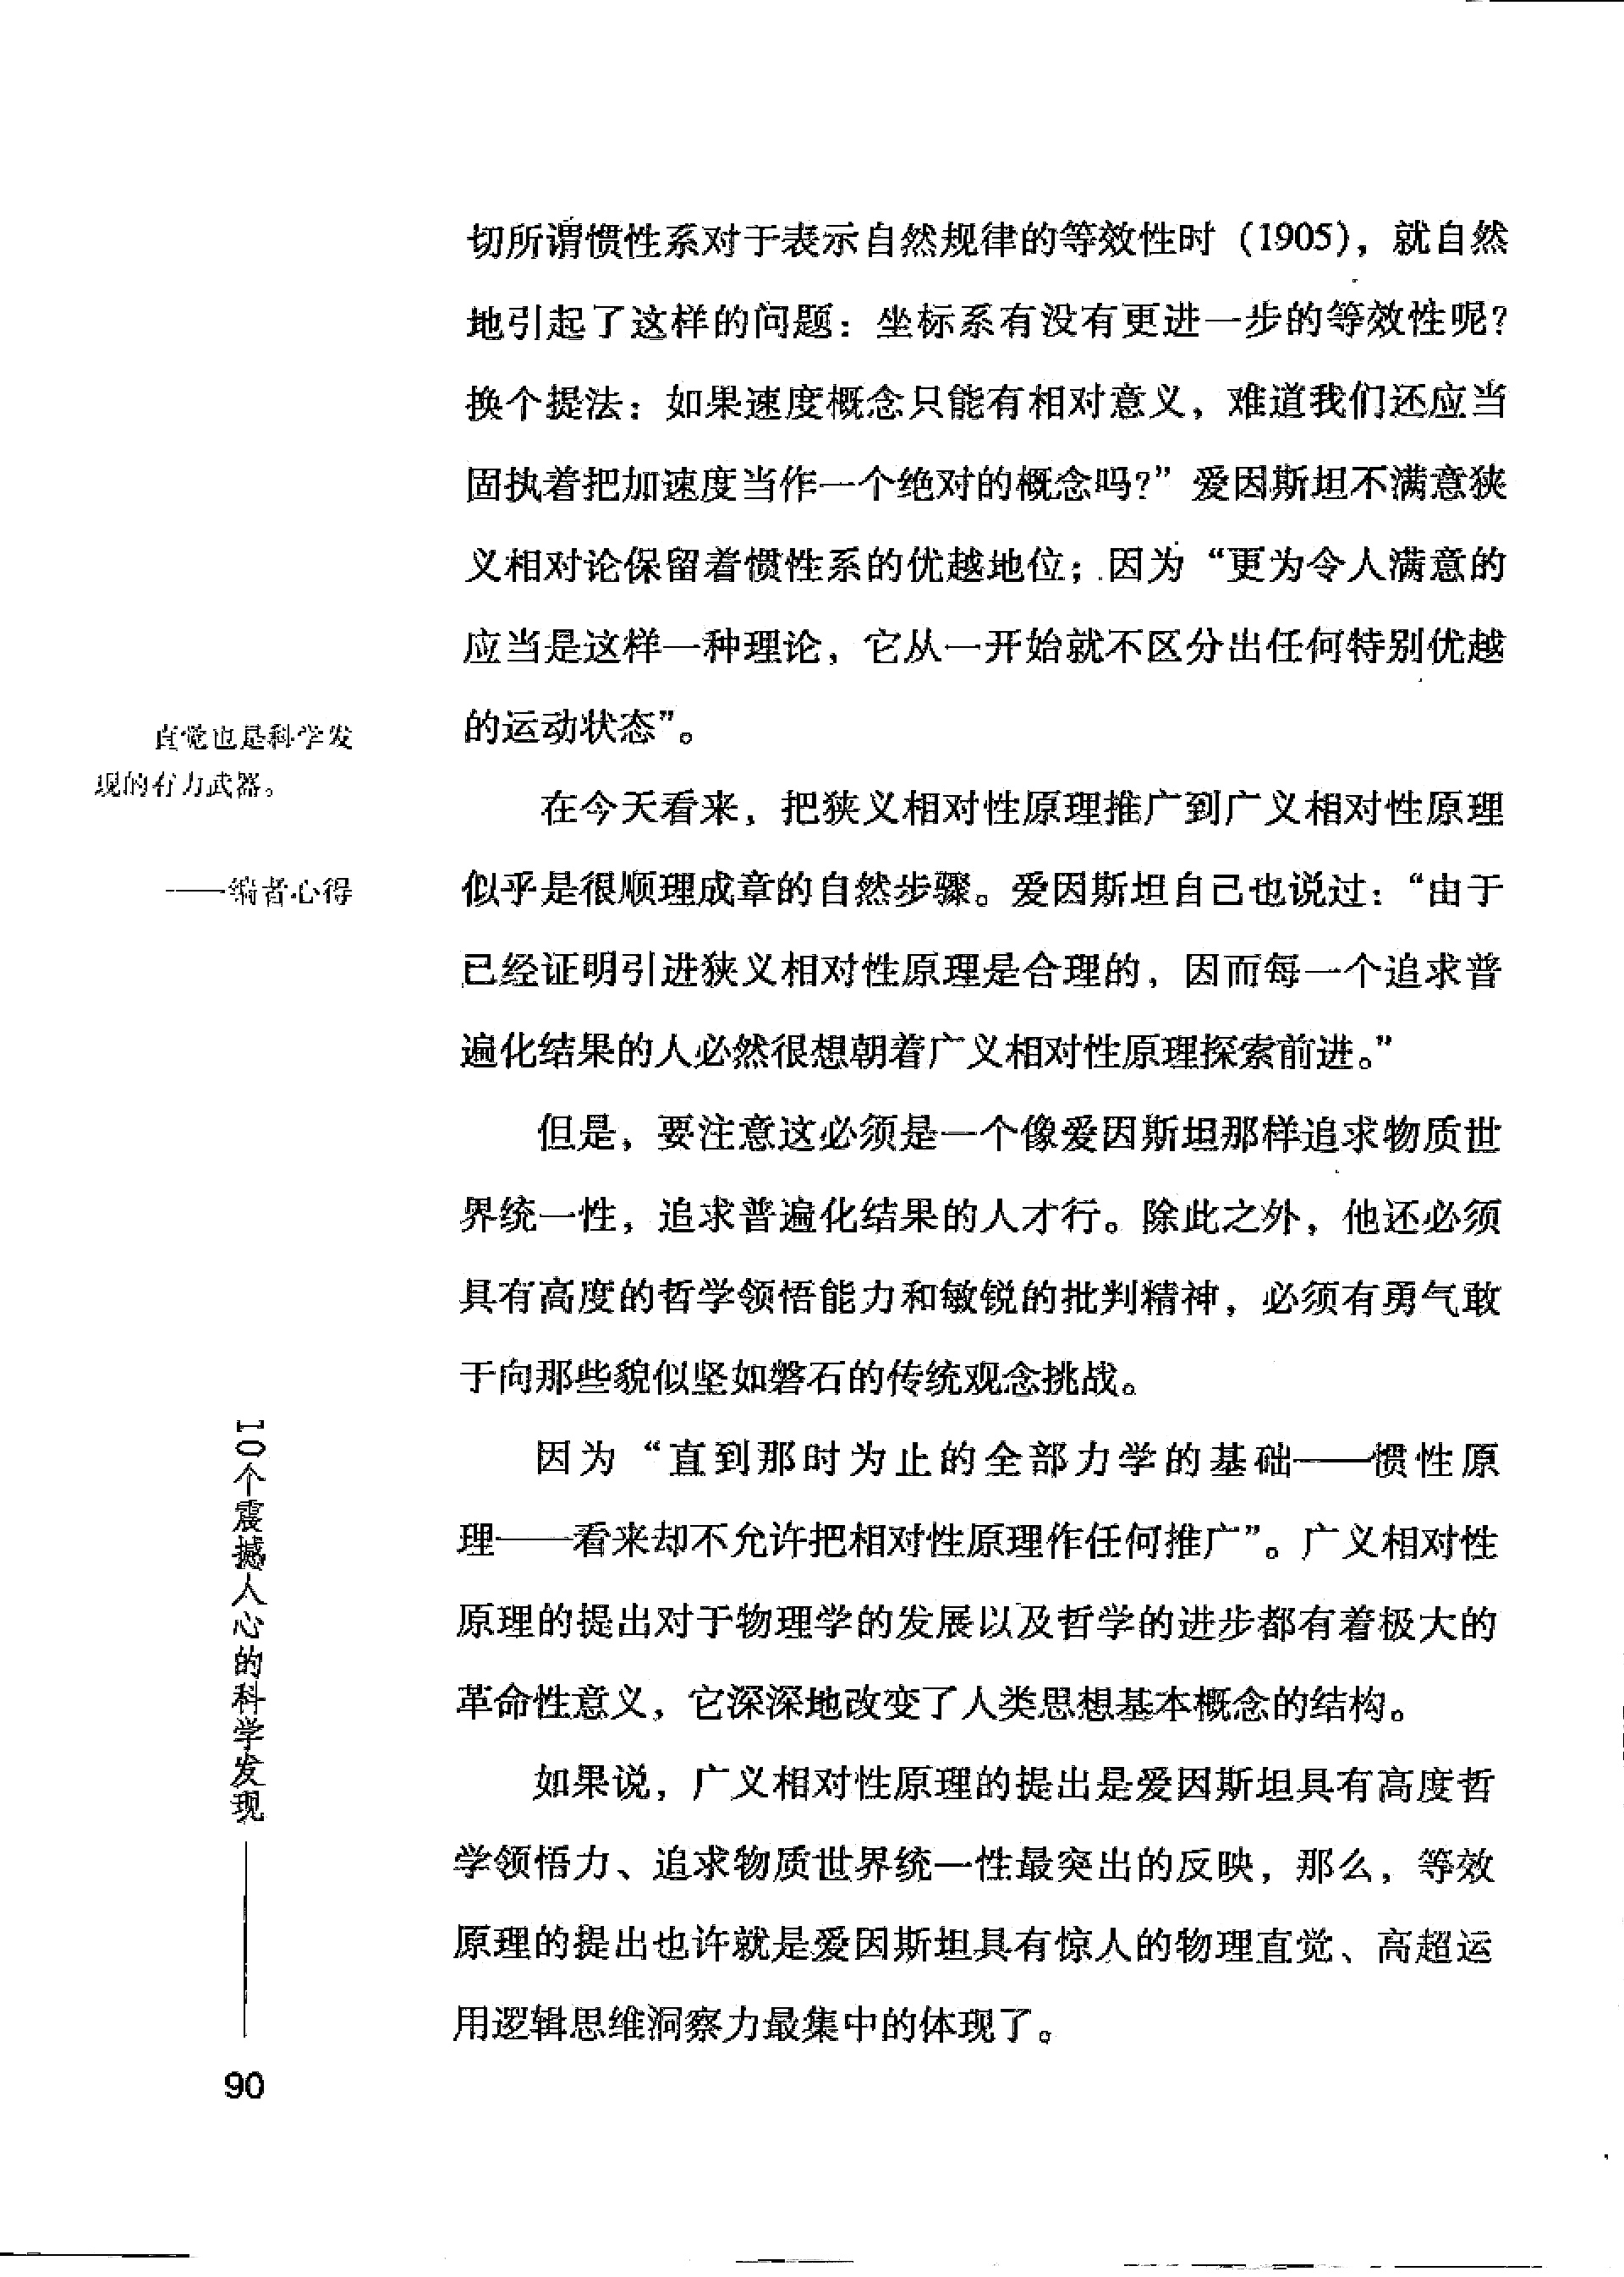 切所谓惯性系对于表示自然规律的等效性时（1905），就自然
地引起了这样的问题：坐标系有没有更进一步的等效性呢？
换个提法：如果速度概念只能有相对意义，难道我们还应当
固执着把加速度当作一个绝对的概念吗？”爱因斯坦不满意狭
义相对论保留着惯性系的优越地位；因为“更为令人满意的
应当是这样一种理论，它从一开始就不区分出任何特别优越
的运动状态”。
在今天看来，把狭义相对性原理推广到广义相对性原理
似乎是很顺理成章的自然步骤。爱因斯坦自己也说过：“由于
已经证明引进狭义相对性原理是合理的，因而每一个追求普
遍化结果的人必然很想朝着广义相对性原理探索前进。”
但是，要注意这必须是一个像爱因斯坦那样追求物质世
界统一性，追求普遍化结果的人才行。除此之外，他还必须
具有高度的哲学领悟能力和敏锐的批判精神，必须有勇气敢
于向那些貌似坚如磐石的传统观念挑战。
因为“直到那时为止的全部力学的基础——惯性原
理——看来却不允许把相对性原理作任何推广”。广义相对性
原理的提出对于物理学的发展以及哲学的进步都有着极大的
革命性意义，它深深地改变了人类思想基本概念的结构。
如果说，广义相对性原理的提出是爱因斯坦具有高度哲
学领悟力、追求物质世界统一性最突出的反映，那么，等效
原理的提出也许就是爱因斯坦具有惊人的物理直觉、高超运
用逻辑思维洞察力最集中的体现了。
直觉也是科学发
现的有力武器。
——编者心得
10个震撼人心的科学发现
90